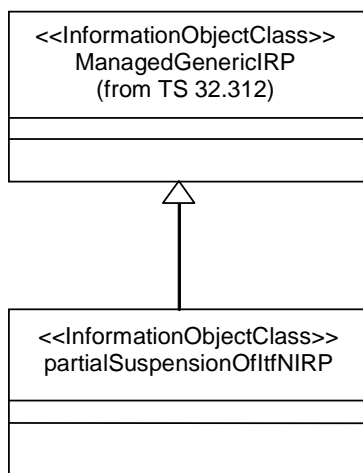 <<InformationObjectClass>>
ManagedGenericIRP
(from TS 32.312)
<<InformationObjectClass>>
partialSuspensionOfItfNIRP